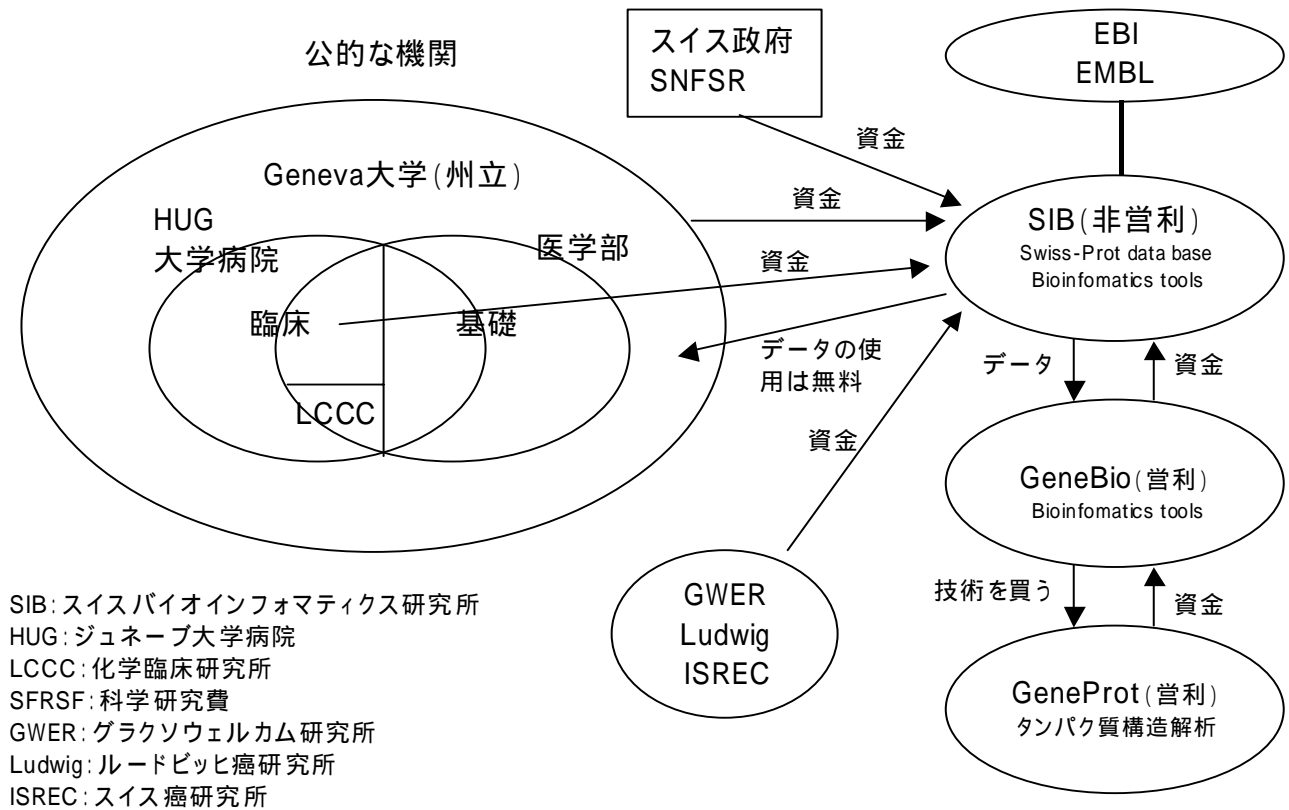 公的な機関
スイス政府
SNFSR
EBI
EMBL
資金
Geneva大学(州立)
資金
HUG
大学病院
医学部
資金
SIB(非営利)
Swiss-Prot data base
Bioinfomatics tools
臨床
基礎
データの使
用は無料
データ
資金
LCCC
資金
GeneBio(営利)
Bioinfomatics tools
技術を買う
資金
GWER
Ludwig
ISREC
GeneProt(営利)
タンパク質構造解析
SIB:スイスバイオインフォマティクス研究所
HUG:ジュネーブ大学病院
LCCC:化学臨床研究所
SFRSF:科学研究費
GWER:グラクソウェルカム研究所
Ludwig:ルードビッヒ癌研究所
ISREC:スイス癌研究所